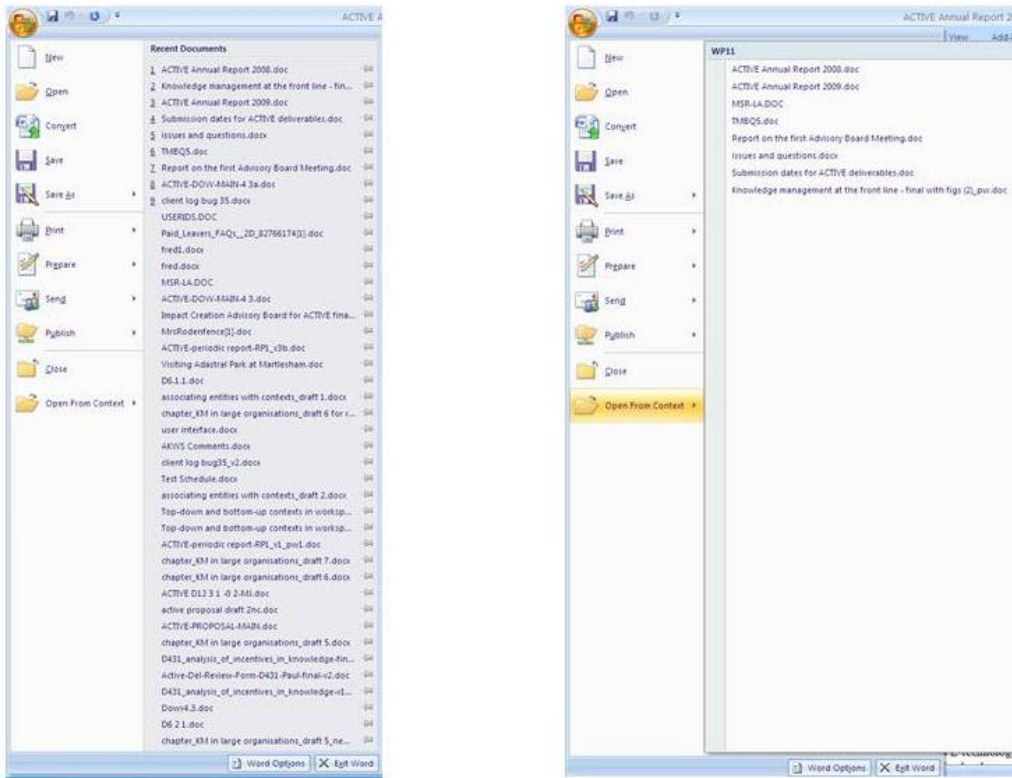 ACTIVE A
New
Open
Convert
Save
Save As
Print
Prepare
Send
Publish
Close
Open From Context
Recent Documents
1 ACTIVE Annual Report 2008.doc
2 Knowledge management at the front line - fin...
3 ACTIVE Annual Report 2009.doc
4 Submission dates for ACTIVE deliverables.doc
5 issues and questions.docx
6 TMBQ5.doc
7 Report on the first Advisory Board Meeting.doc
8 ACTIVE-DOW-MAIN-4 3a.doc
9 client log bug 35.docx
USERIDS.DOC
Paid_Leavers_FAQs__2D_82766174[1].doc
fred1.docx
fred.docx
MSR-LA.DOC
ACTIVE-DOW-MAIN-4 3.doc
Impact Creation Advisory Board for ACTIVE fina...
MrsRodenfence[1].doc
ACTIVE-periodic report-RP1_v3b.doc
Visiting Adastral Park at Martlesham.doc
D6.1.1.doc
associating entities with contexts_draft 1.docx
chapter_KM in large organisations_draft 6 for r...
user interface.docx
AKWS Comments.docx
client log bug35_v2.docx
Test Schedule.docx
associating entities with contexts_draft 2.docx
Top-down and bottom-up contexts in worksp...
Top-down and bottom-up contexts in worksp...
ACTIVE-periodic report-RP1_v1_pw1.doc
chapter_KM in large organisations_draft 7.docx
chapter_KM in large organisations_draft 6.docx
ACTIVE D12 3 1 -0 2-MJ.doc
active proposal draft 2nc.doc
ACTIVE-PROPOSAL-MAIN.doc
chapter_KM in large organisations_draft 5.docx
D431_analysis_of_incentives_in_knowledge-fin...
Active-Del-Review-Form-D431-Paul-final-v2.doc
D431_analysis_of_incentives_in_knowledge-v1...
Dow4.3.doc
D6 2 1.doc
chapter_KM in large organisations_draft 5_ne...
Word Options
Exit Word
ACTIVE Annual Report 2
View Add-
New
Open
Convert
Save
Save As
Print
Prepare
Send
Publish
Close
Open From Context
WP11
ACTIVE Annual Report 2008.doc
ACTIVE Annual Report 2009.doc
MSR-LA.DOC
TMBQ5.doc
Report on the first Advisory Board Meeting.doc
issues and questions.docx
Submission dates for ACTIVE deliverables.doc
Knowledge management at the front line - final with figs (2)_pw.doc
Word Options
Exit Word